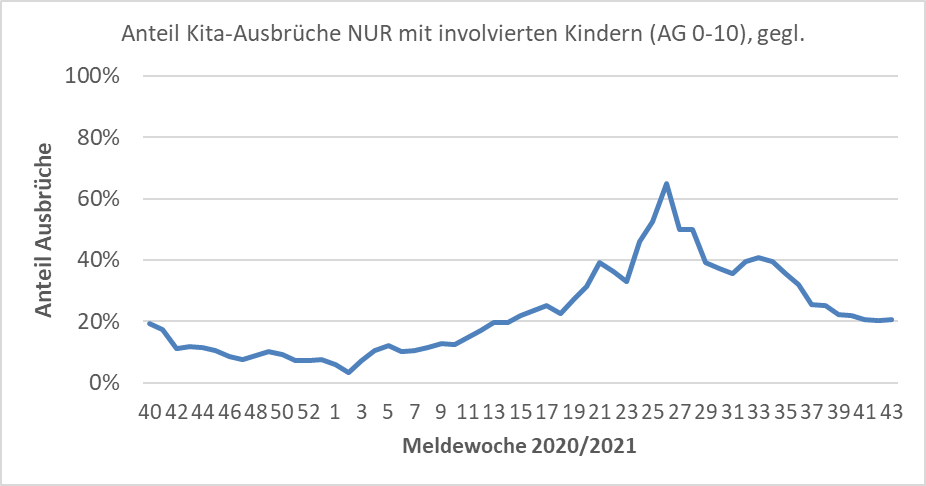 Anteil Kita-Ausbrüche NUR mit involvierten Kindern (AG 0-10), gegl.
100%
80%
60%
40%
20%
0%
Anteil Ausbrüche
40 42 44 46 48 50 52 1 3 5 7 9 11 13 15 17 19 21 23 25 27 29 31 33 35 37 39 41 43
Meldewoche 2020/2021